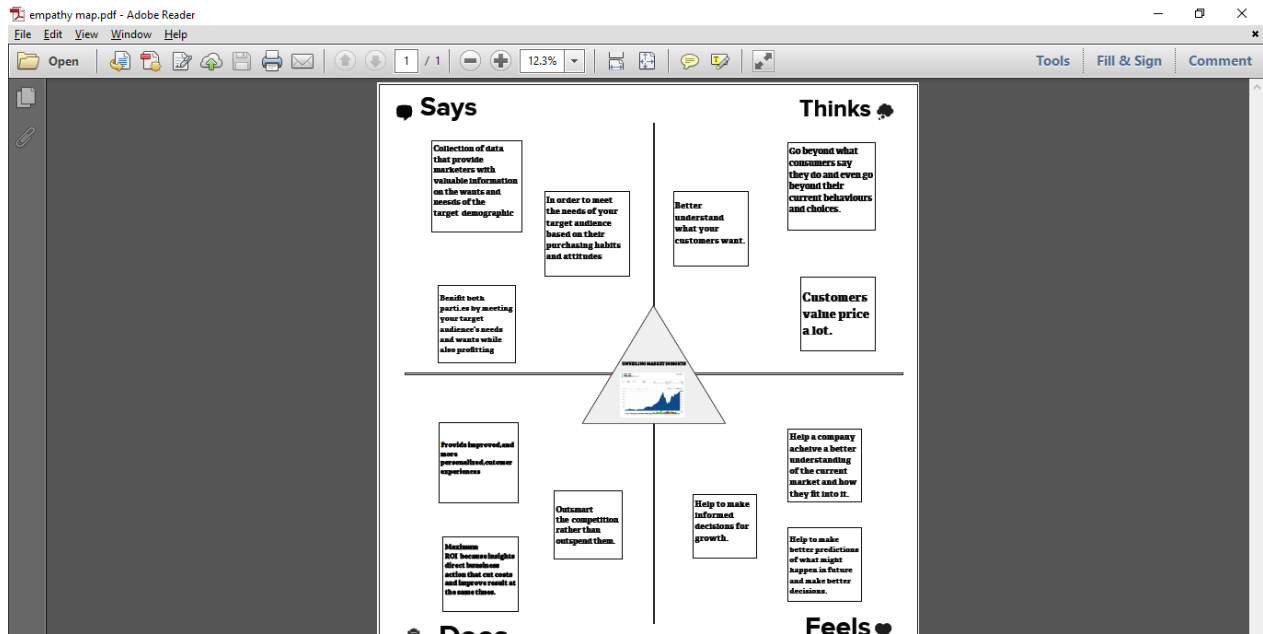 empathy map.pdf - Adobe Reader
File Edit View Window Help
Open 1 / 1 12.3% Tools Fill & Sign Comment
Says
Thinks
Collection of data
that provide
marketers with
valuable information
on the wants and
neesds of the
target demographic
In order to meet
the needs of your
target audience
based on their
purchasing habits
and attitudes
Better
understand
what your
customers want.
Go beyond what
consumers say
they do and even go
beyond their
current behaviours
and choices.
Benifit both
parti.es by meeting
your target
audience's needs
and wants while
also profitting
Customers
value price
a lot.
UNVEILING MARKET INSIGHTS
Provide improved,and
more
personalized,cutomer
experiences
Outsmart
the competition
rather than
outspend them.
Maximum
ROI because insights
direct bunsiness
action that cut costs
and improve result at
the same times.
Help to make
informed
decisions for
growth.
Help a company
acheive a better
understanding
of the current
market and how
they fit into it.
Help to make
better predictions
of what might
happen in future
and make better
decisions.
Does
Feels